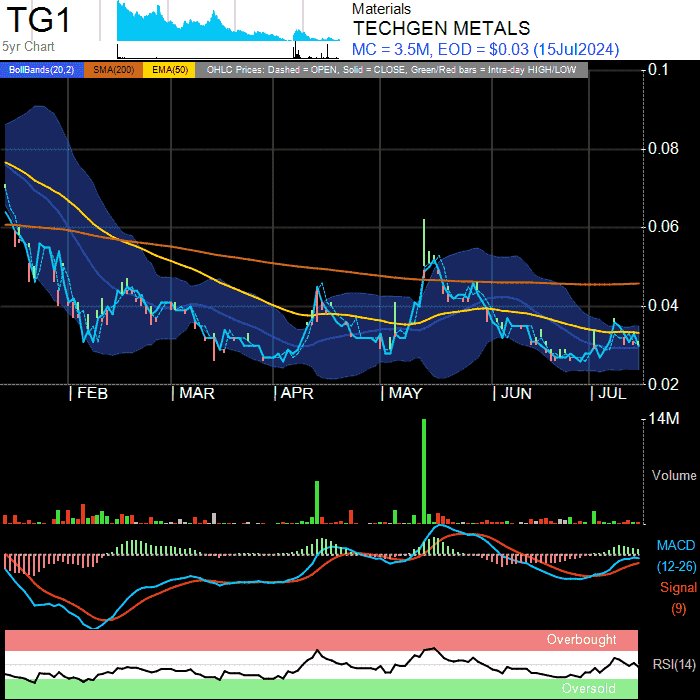 TG1
5yr Chart
Materials
TECHGEN METALS
MC = 3.5M, EOD = $0.03 (15Jul2024)
BollBands(20,2) SMA(200) EMA(50) OHLC Prices: Dashed = OPEN, Solid = CLOSE, Green/Red bars = Intra-day HIGH/LOW
0.1
0.08
0.06
0.04
0.02
FEB MAR APR MAY JUN JUL
14M
Volume
MACD
(12-26)
Signal
(9)
Overbought
RSI(14)
Oversold